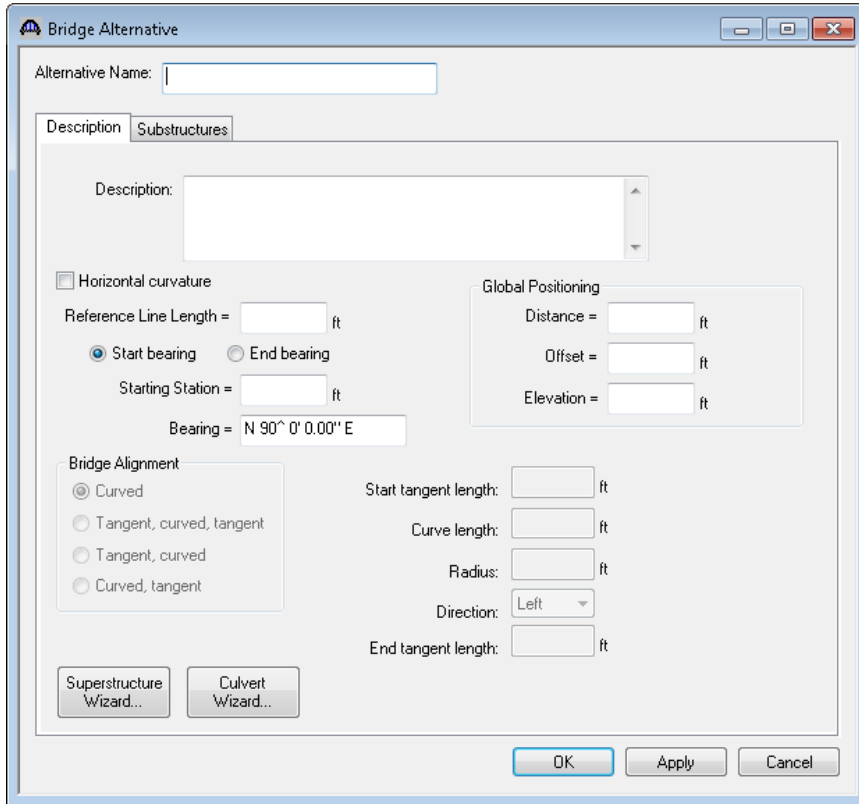 Bridge Alternative
Alternative Name:
Description Substructures
Description:
Horizontal curvature
Reference Line Length = ft
Start bearing End bearing
Starting Station = ft
Bearing = N 90^ 0' 0.00'' E
Global Positioning
Distance = ft
Offset = ft
Elevation = ft
Bridge Alignment
Curved
Tangent, curved, tangent
Tangent, curved
Curved, tangent
Start tangent length: ft
Curve length: ft
Radius: ft
Direction: Left
End tangent length: ft
Superstructure
Wizard...
Culvert
Wizard...
OK Apply Cancel